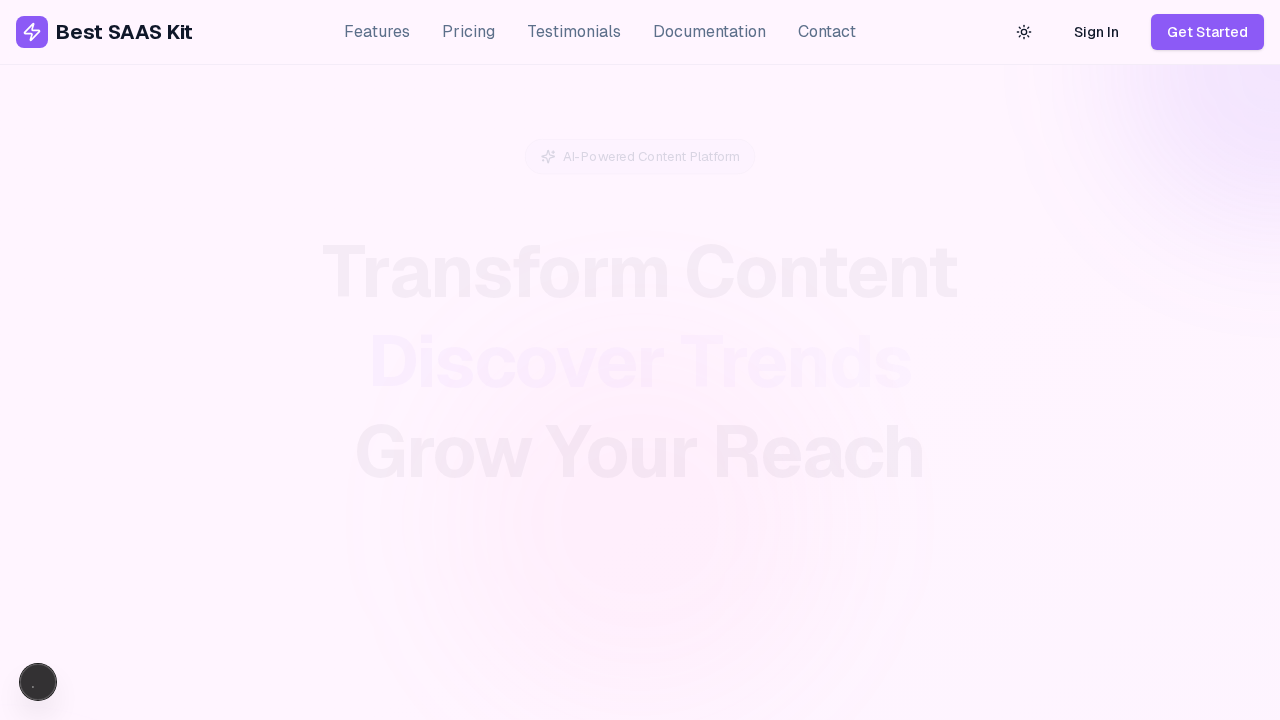 Best SAAS Kit
Features
Pricing
Testimonials
Documentation
Contact
Sign In
Get Started
AI-Powered Content Platform
Transform Content
Discover Trends
Grow Your Reach